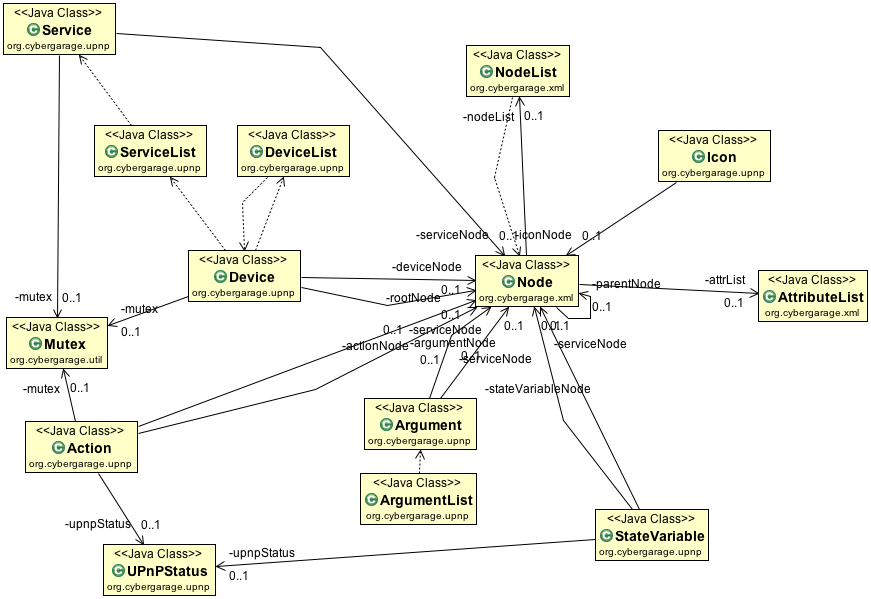 <<Java Class>>
Service
org.cybergarage.upnp
<<Java Class>>
NodeList
org.cybergarage.xml
-nodeList
0..1
<<Java Class>>
ServiceList
org.cybergarage.upnp
<<Java Class>>
DeviceList
org.cybergarage.upnp
<<Java Class>>
Icon
org.cybergarage.upnp
-serviceNode
0..1
-iconNode
0..1
<<Java Class>>
Device
org.cybergarage.upnp
-deviceNode
0..1
-rootNode
0..1
<<Java Class>>
Node
org.cybergarage.xml
-parentNode
0..1
-attrList
0..1
<<Java Class>>
AttributeList
org.cybergarage.xml
-mutex
0..1
-mutex
0..1
<<Java Class>>
Mutex
org.cybergarage.util
-mutex
0..1
0..1
-serviceNode
-actionNode
-argumentNode
0..1
0..1
-serviceNode
0..1
0..1
-serviceNode
-stateVariableNode
<<Java Class>>
Action
org.cybergarage.upnp
<<Java Class>>
Argument
org.cybergarage.upnp
<<Java Class>>
ArgumentList
org.cybergarage.upnp
-upnpStatus
0..1
<<Java Class>>
UPnPStatus
org.cybergarage.upnp
-upnpStatus
0..1
<<Java Class>>
StateVariable
org.cybergarage.upnp